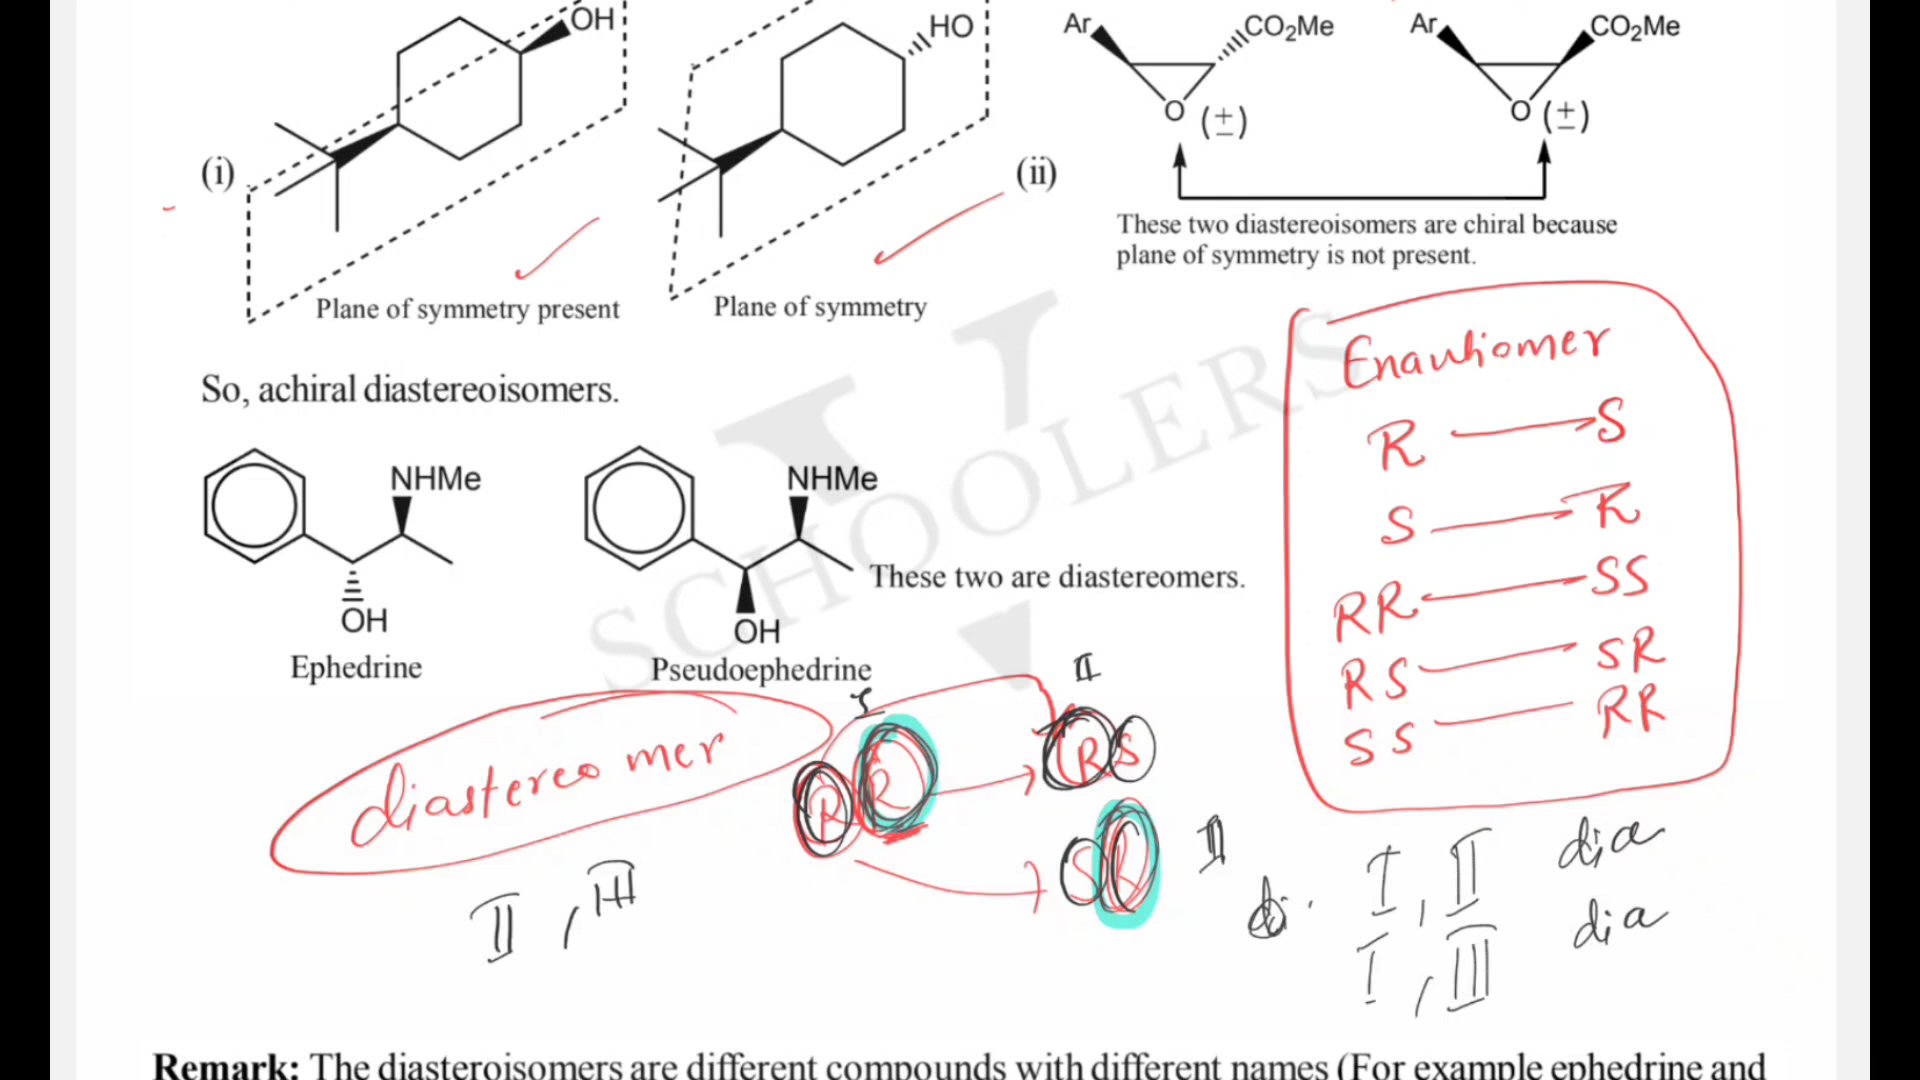 OH
HO
Ar CO₂Me
Ar CO₂Me
O (±)
O (±)
(i)
(ii)
These two diastereoisomers are chiral because
plane of symmetry is not present.
Plane of symmetry present
Plane of symmetry
So, achiral diastereoisomers.
NHMe
OH
Ephedrine
NHMe
OH
Pseudoephedrine
These two are diastereomers.
SCHOOLERS
Enantiomer
R S
S R
RR SS
RS SR
SS RR
diastereomer
II, III
I
RR
II
RS
SR
II
I, II dia
I, III dia
Remark: The diasteroisomers are different compounds with different names (For example ephedrine and